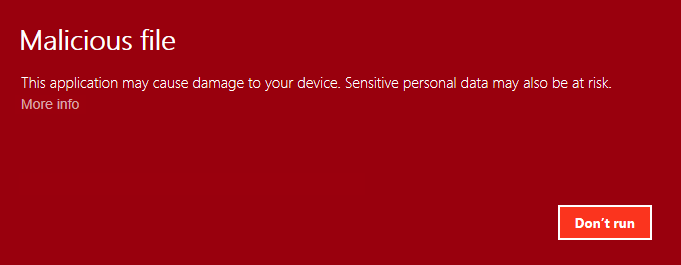 Malicious file
This application may cause damage to your device. Sensitive personal data may also be at risk.
More info
Don't run